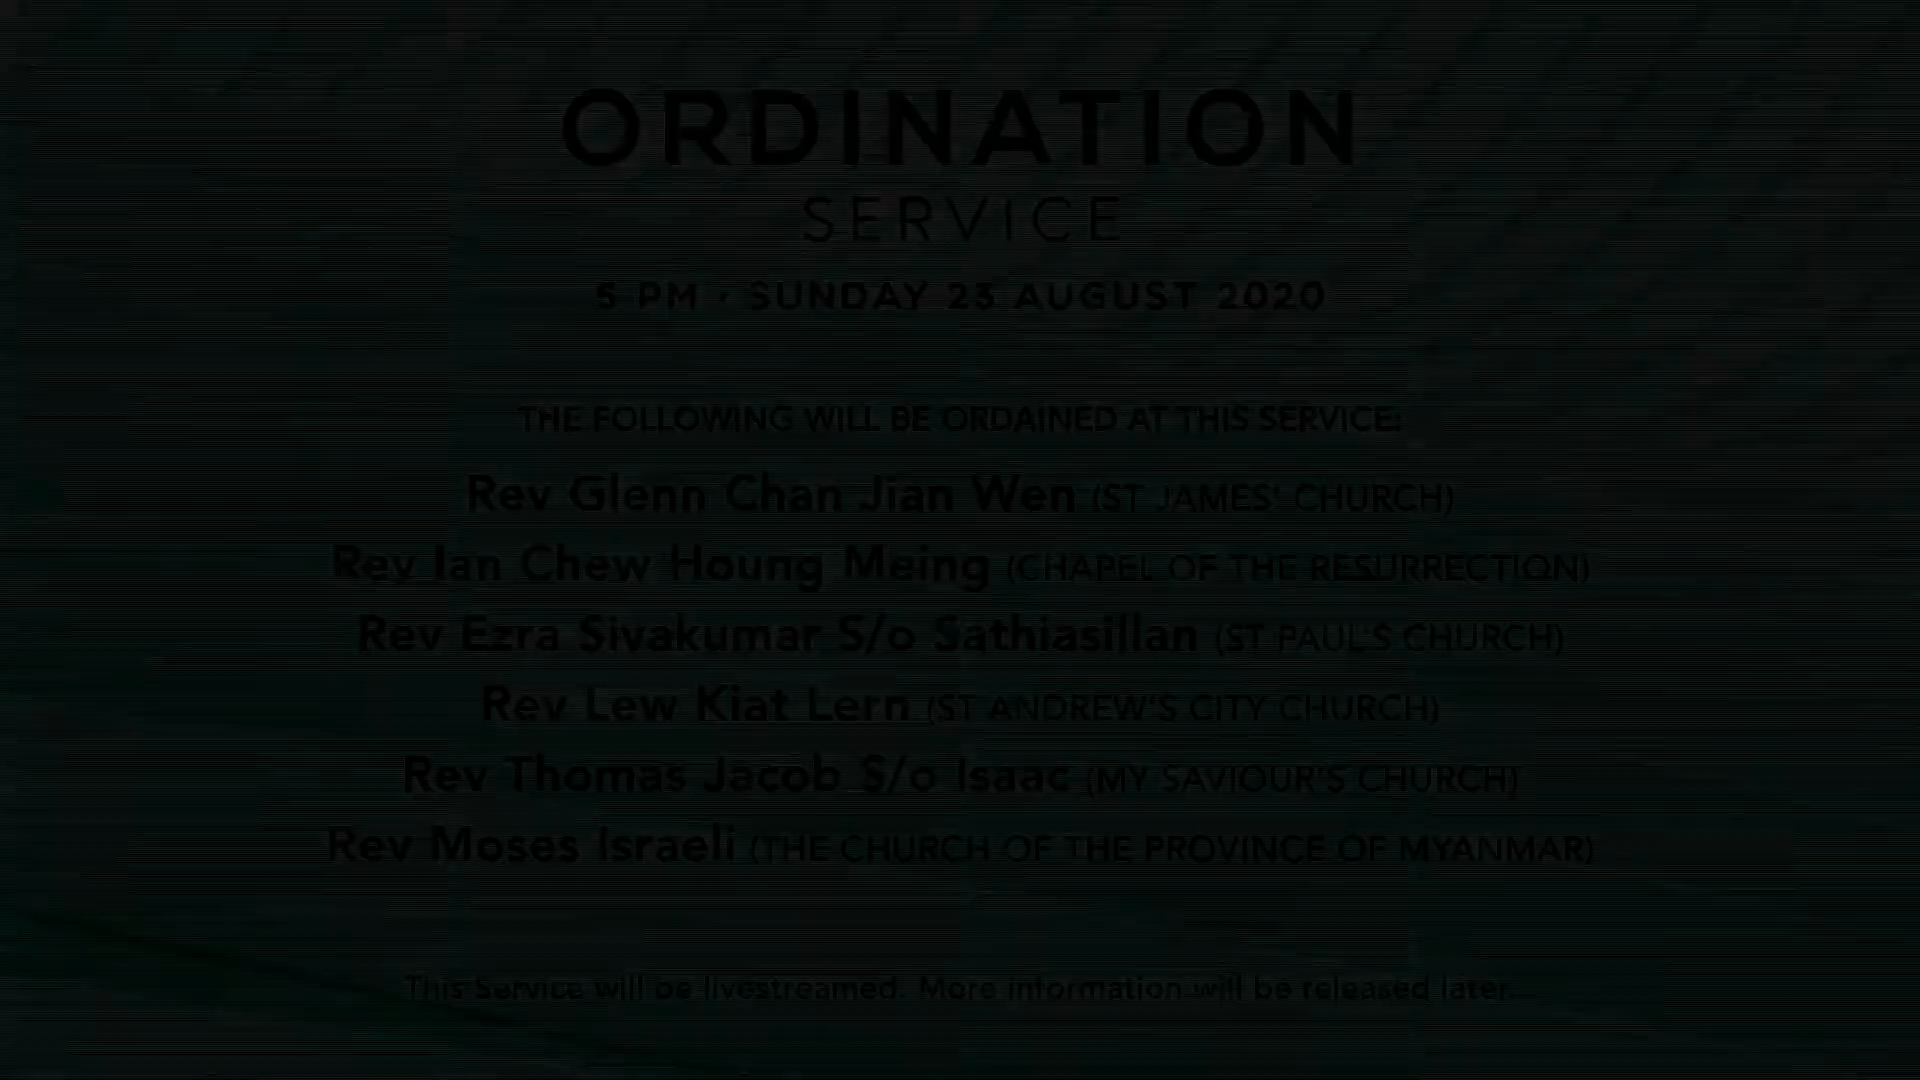 ORDINATION
SERVICE
5 PM · SUNDAY 23 AUGUST 2020
THE FOLLOWING WILL BE ORDAINED AT THIS SERVICE:
Rev Glenn Chan Jian Wen (ST JAMES' CHURCH)
Rev Ian Chew Houng Meing (CHAPEL OF THE RESURRECTION)
Rev Ezra Sivakumar S/o Sathiasillan (ST PAUL'S CHURCH)
Rev Lew Kiat Lern (ST ANDREW'S CITY CHURCH)
Rev Thomas Jacob S/o Isaac (MY SAVIOUR'S CHURCH)
Rev Moses Israeli (THE CHURCH OF THE PROVINCE OF MYANMAR)
This Service will be livestreamed. More information will be released later.